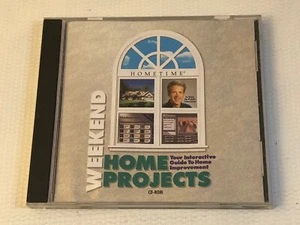 HOMETIME
WEEKEND
HOME
PROJECTS
Your Interactive
Guide To Home
Improvement
CD-ROM